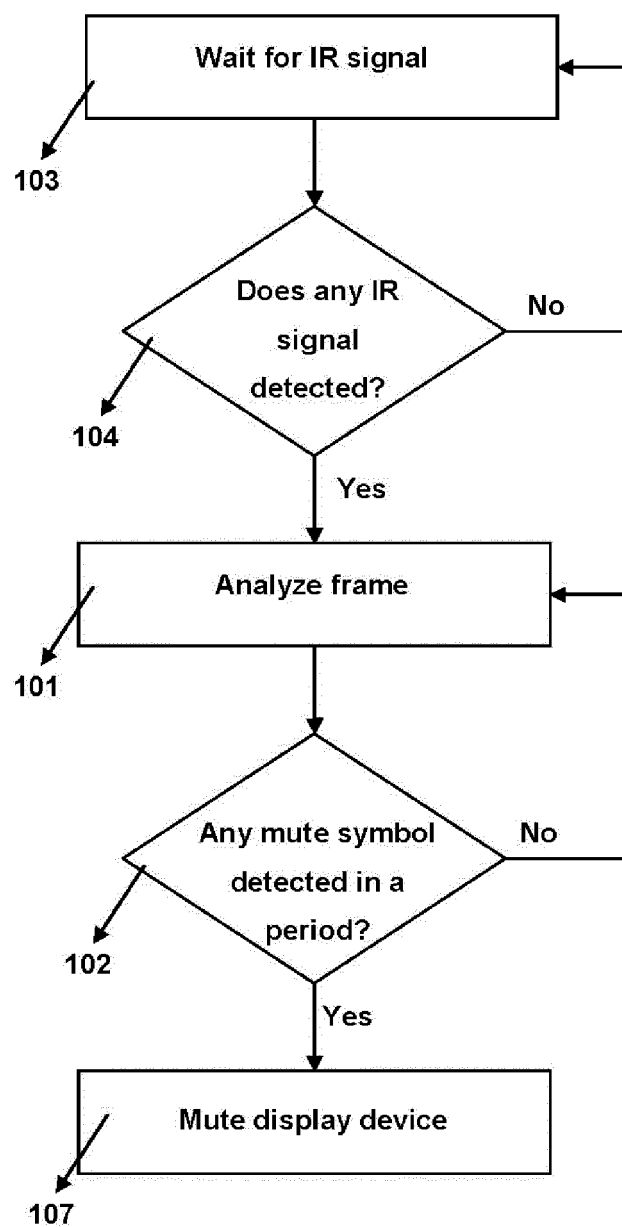 Wait for IR signal
103
Does any IR
signal
detected?
No
104
Yes
Analyze frame
101
Any mute symbol
detected in a
period?
No
102
Yes
Mute display device
107